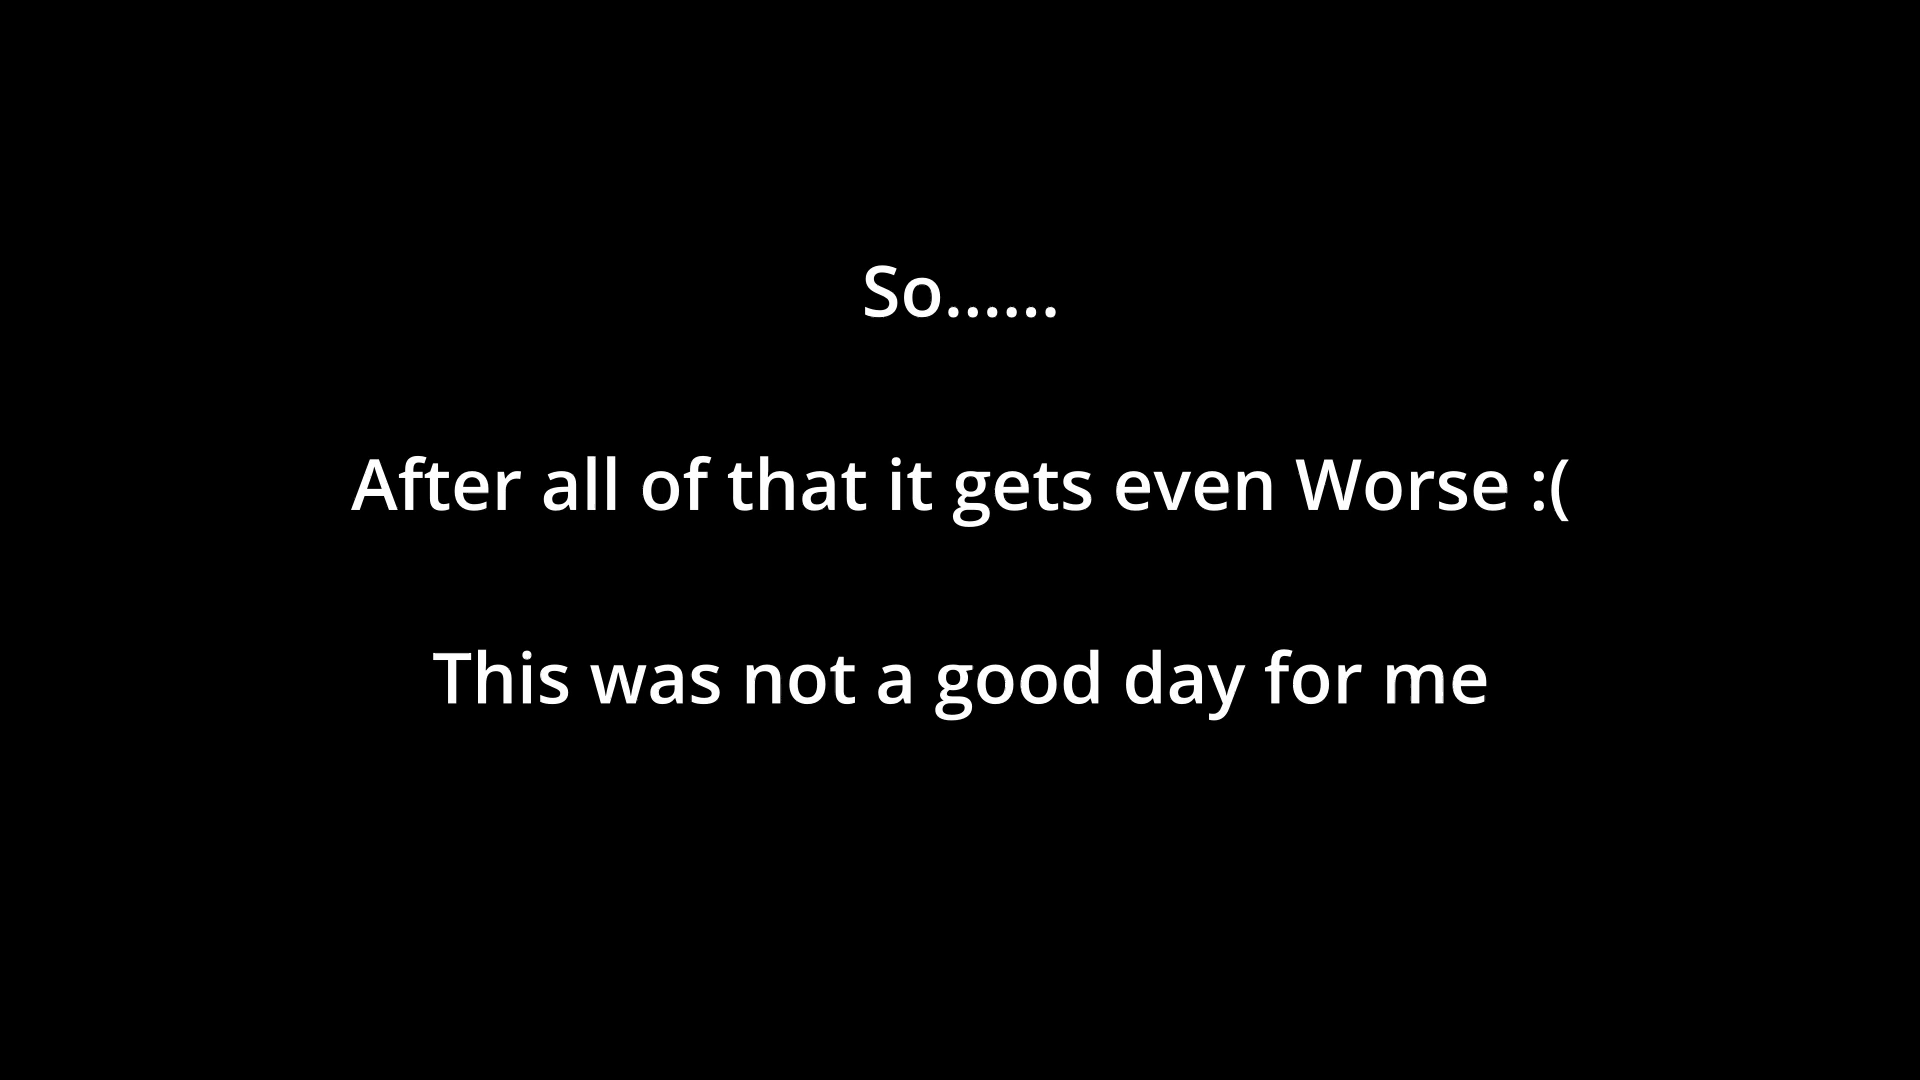 So......
After all of that it gets even Worse :(
This was not a good day for me